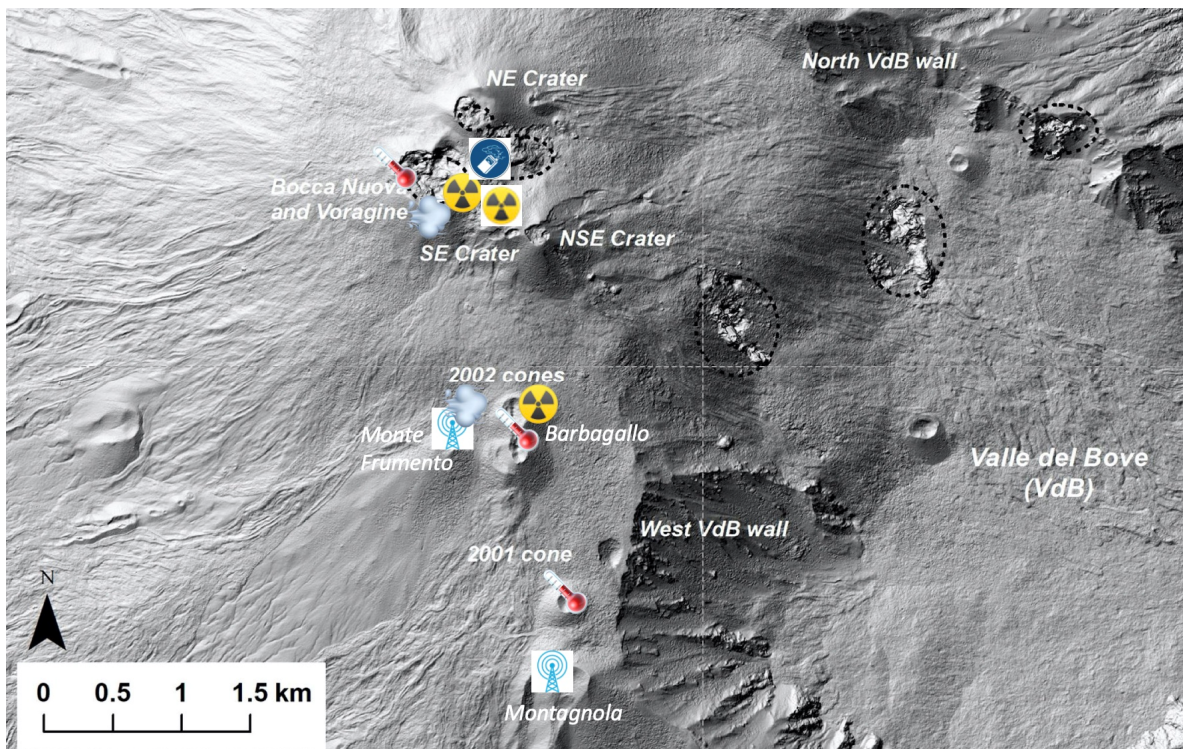 NE Crater
North VdB wall
Bocca Nuova
and Voragine
SE Crater
NSE Crater
2002 cones
Monte
Frumento
Barbagallo
Valle del Bove
(VdB)
West VdB wall
2001 cone
N
0 0.5 1 1.5 km
Montagnola